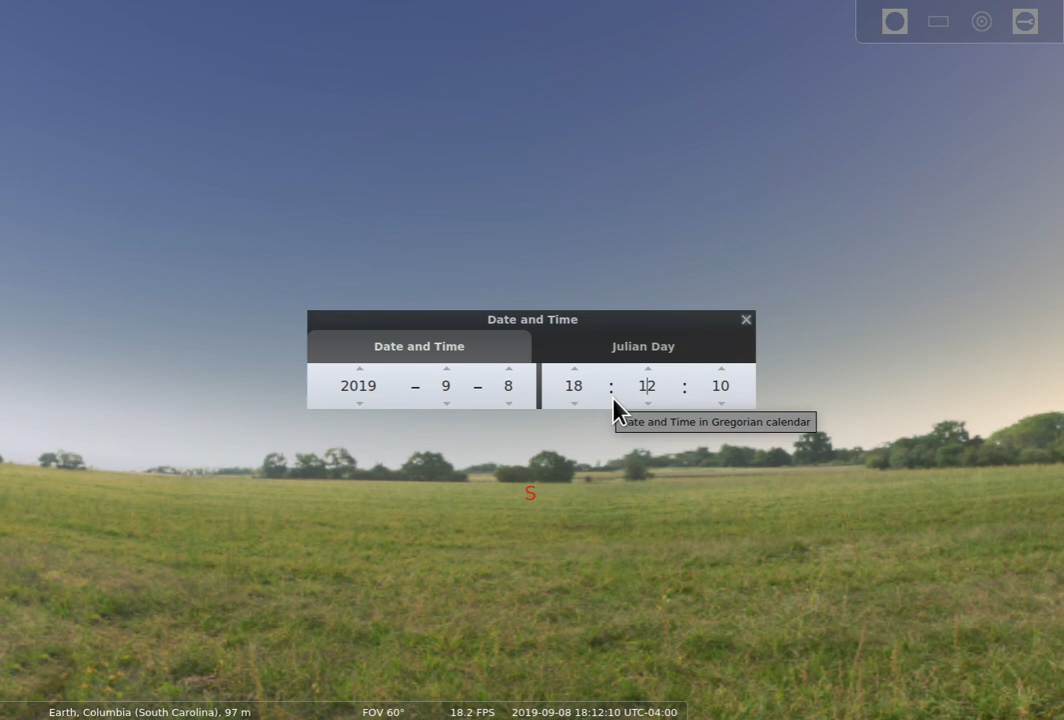 Date and Time
Date and Time Julian Day
2019 – 9 – 8 18 : 12 : 10
ate and Time in Gregorian calendar
S
Earth, Columbia (South Carolina), 97 m FOV 60° 18.2 FPS 2019-09-08 18:12:10 UTC-04:00